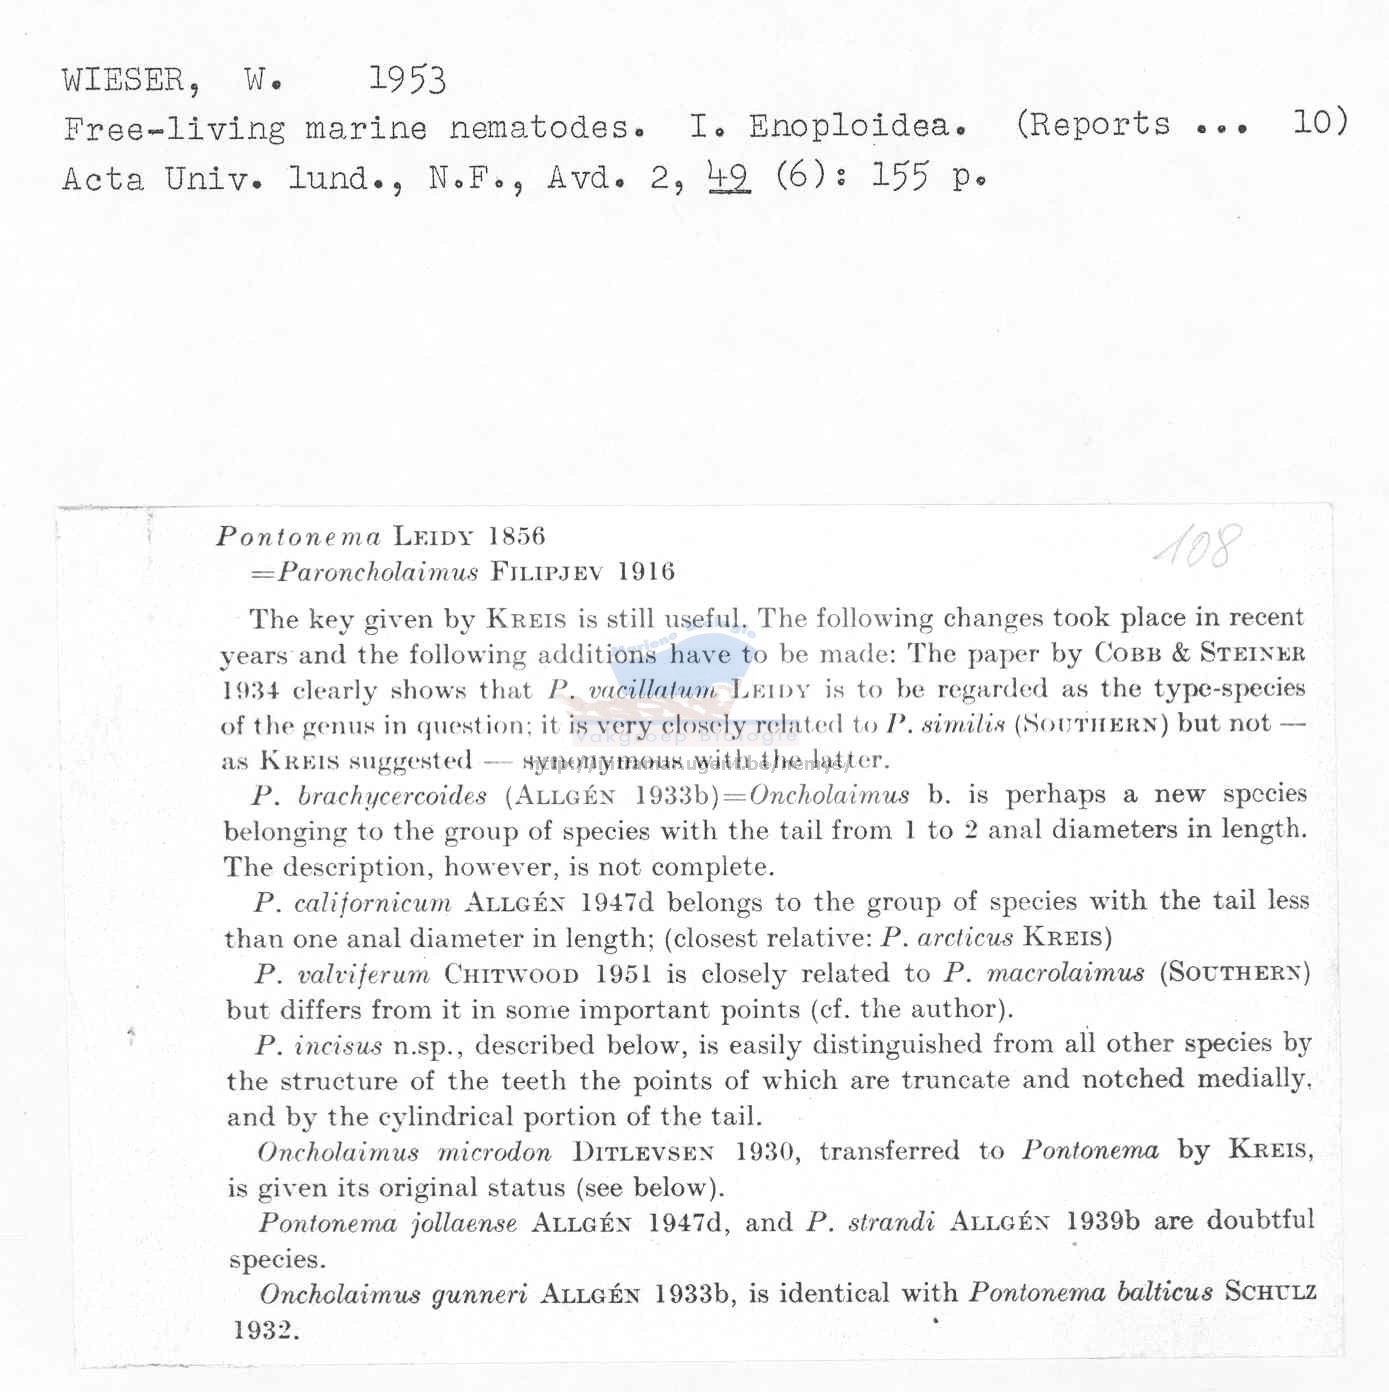 WIESER, W. 1953
Free-living marine nematodes. I. Enoploidea. (Reports ... 10)
Acta Univ. lund., N.F., Avd. 2, 49 (6): 155 p.
Pontonema LEIDY 1856
108
=Paroncholaimus FILIPJEV 1916
The key given by KREIS is still useful. The following changes took place in recent
years and the following additions have to be made: The paper by COBB & STEINER
1934 clearly shows that P. vacillatum LEIDY is to be regarded as the type-species
of the genus in question; it is very closely related to P. similis (SOUTHERN) but not —
Vakgroep Biologie
as KREIS suggested — synonymous with the latter.
P. brachycercoides (ALLGÉN 1933b)=Oncholaimus b. is perhaps a new species
belonging to the group of species with the tail from 1 to 2 anal diameters in length.
The description, however, is not complete.
P. californicum ALLGÉN 1947d belongs to the group of species with the tail less
than one anal diameter in length; (closest relative: P. arcticus KREIS)
P. valviferum CHITWOOD 1951 is closely related to P. macrolaimus (SOUTHERN)
but differs from it in some important points (cf. the author).
P. incisus n.sp., described below, is easily distinguished from all other species by
the structure of the teeth the points of which are truncate and notched medially,
and by the cylindrical portion of the tail.
Oncholaimus microdon DITLEVSEN 1930, transferred to Pontonema by KREIS,
is given its original status (see below).
Pontonema jollaense ALLGÉN 1947d, and P. strandi ALLGÉN 1939b are doubtful
species.
Oncholaimus gunneri ALLGÉN 1933b, is identical with Pontonema balticus SCHULZ
1932.